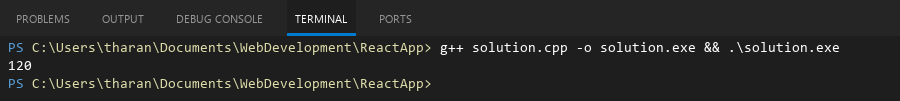 PROBLEMS OUTPUT DEBUG CONSOLE TERMINAL PORTS
PS C:\Users\tharan\Documents\WebDevelopment\ReactApp> g++ solution.cpp -o solution.exe && .\solution.exe
120
PS C:\Users\tharan\Documents\WebDevelopment\ReactApp>